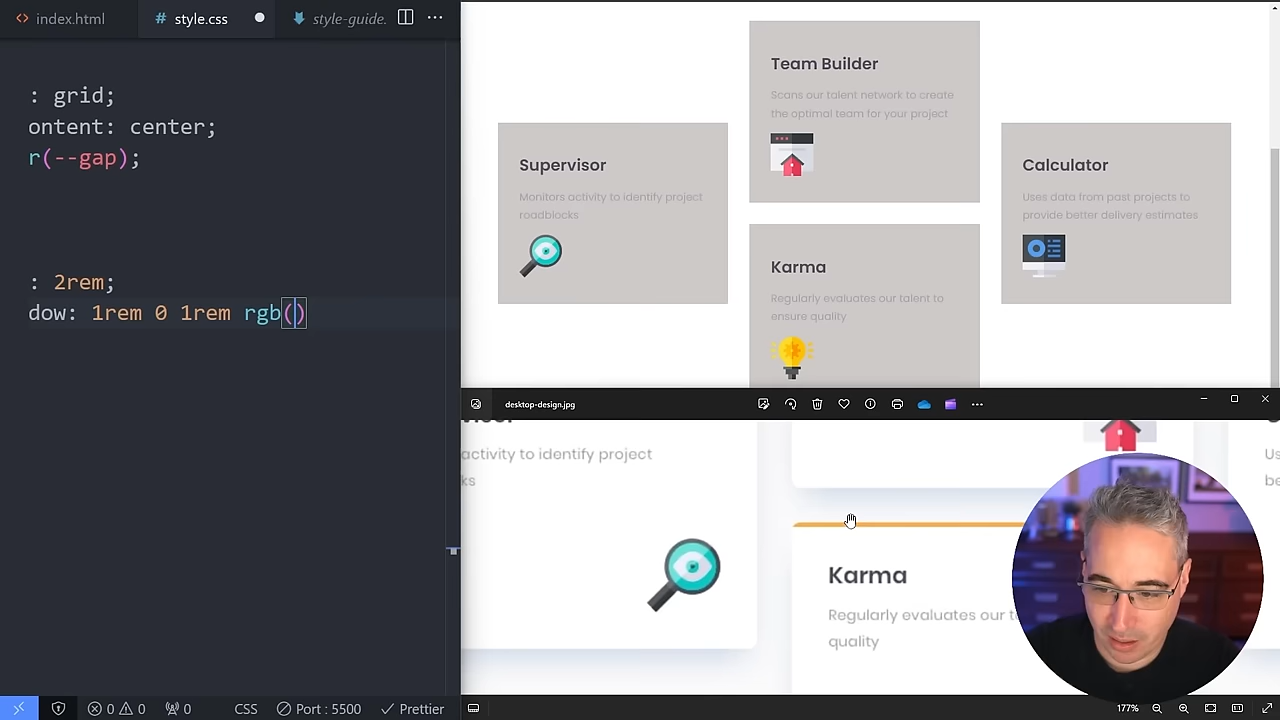 index.html
style.css
style-guide.
: grid;
ontent: center;
r(--gap);
: 2rem;
dow: 1rem 0 1rem rgb()
0 0 0
CSS
Port : 5500
Prettier
Team Builder
Scans our talent network to create
the optimal team for your project
Supervisor
Monitors activity to identify project
roadblocks
Calculator
Uses data from past projects to
provide better delivery estimates
Karma
Regularly evaluates our talent to
ensure quality
desktop-design.jpg
activity to identify project
ks
Karma
Regularly evaluates our t
quality
Us
be
177%